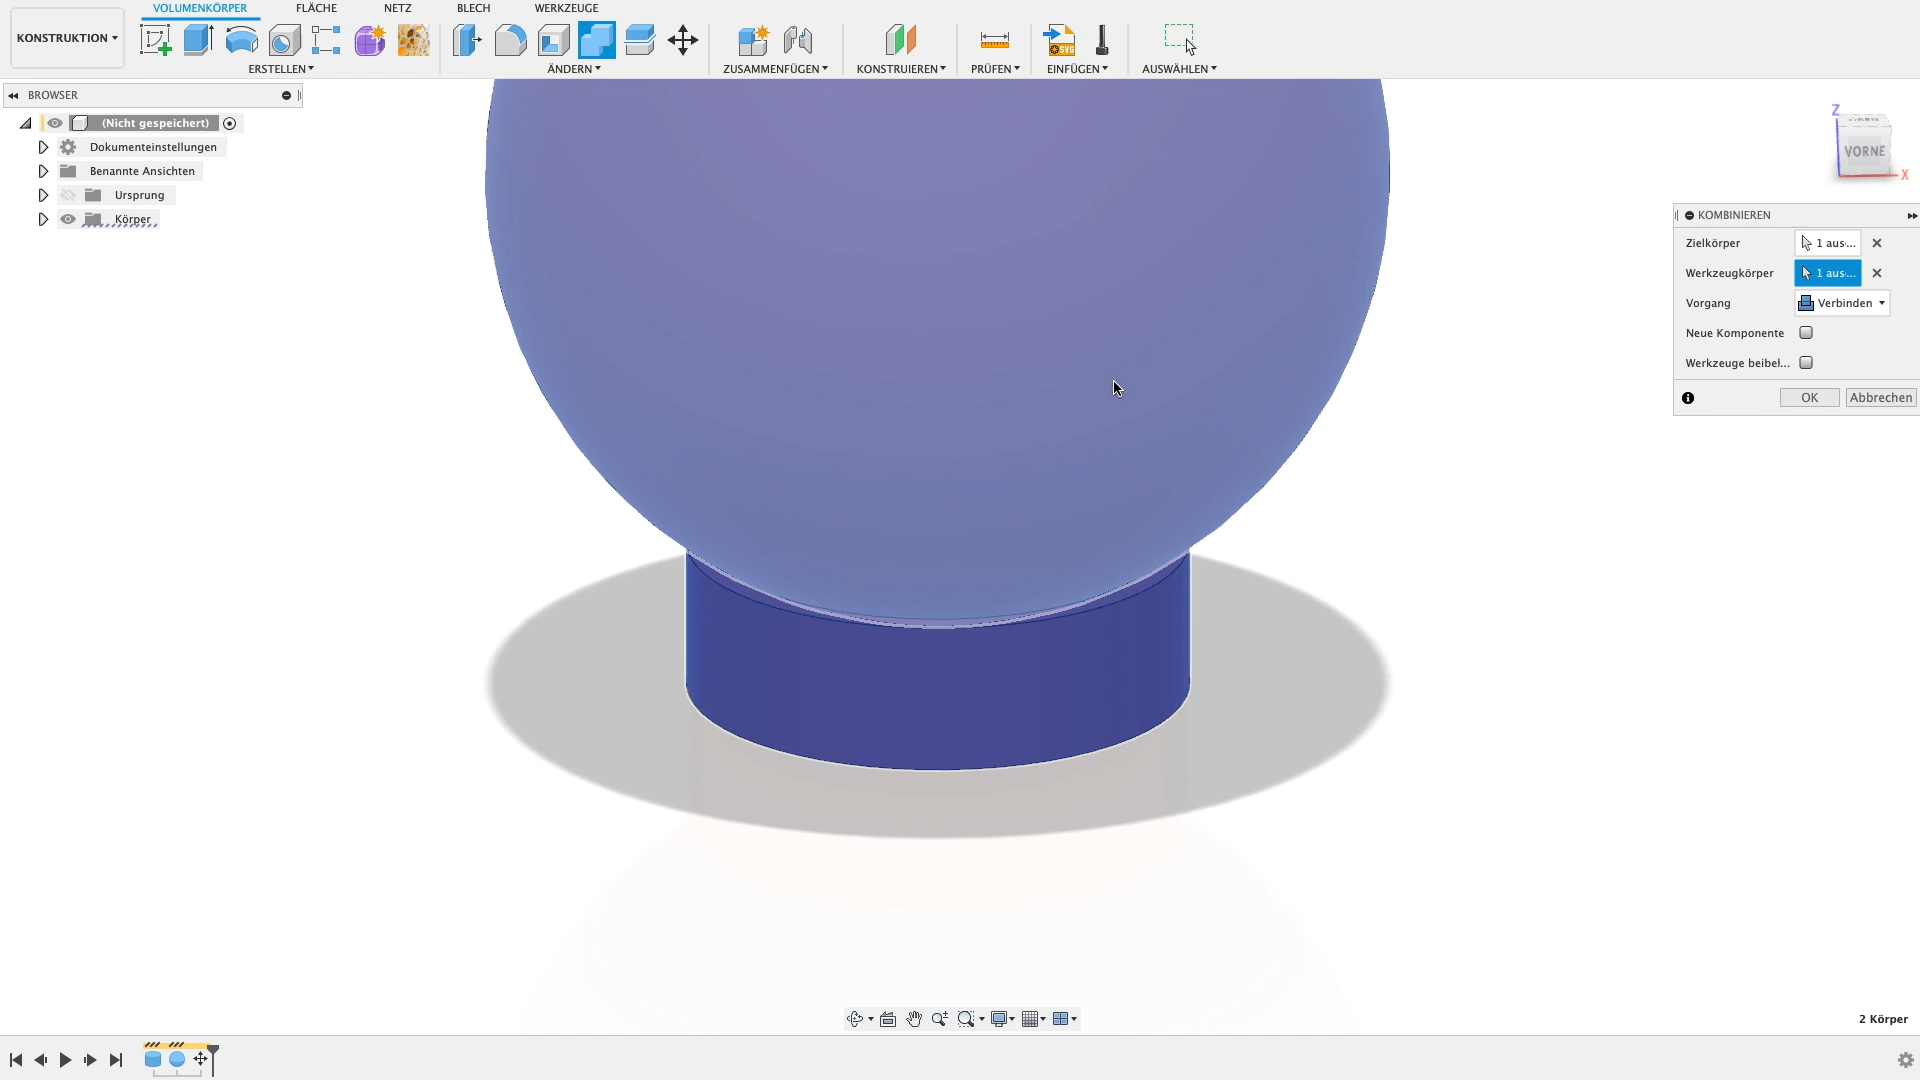 VOLUMENKÖRPER FLÄCHE NETZ BLECH WERKZEUGE
KONSTRUKTION
ERSTELLEN ÄNDERN ZUSAMMENFÜGEN KONSTRUIEREN PRÜFEN EINFÜGEN AUSWÄHLEN
SVG
BROWSER
(Nicht gespeichert)
Dokumenteinstellungen
Benannte Ansichten
Ursprung
Körper
Z
VORNE
X
KOMBINIEREN
Zielkörper 1 aus...
Werkzeugkörper 1 aus...
Vorgang Verbinden
Neue Komponente
Werkzeuge beibel...
OK Abbrechen
2 Körper